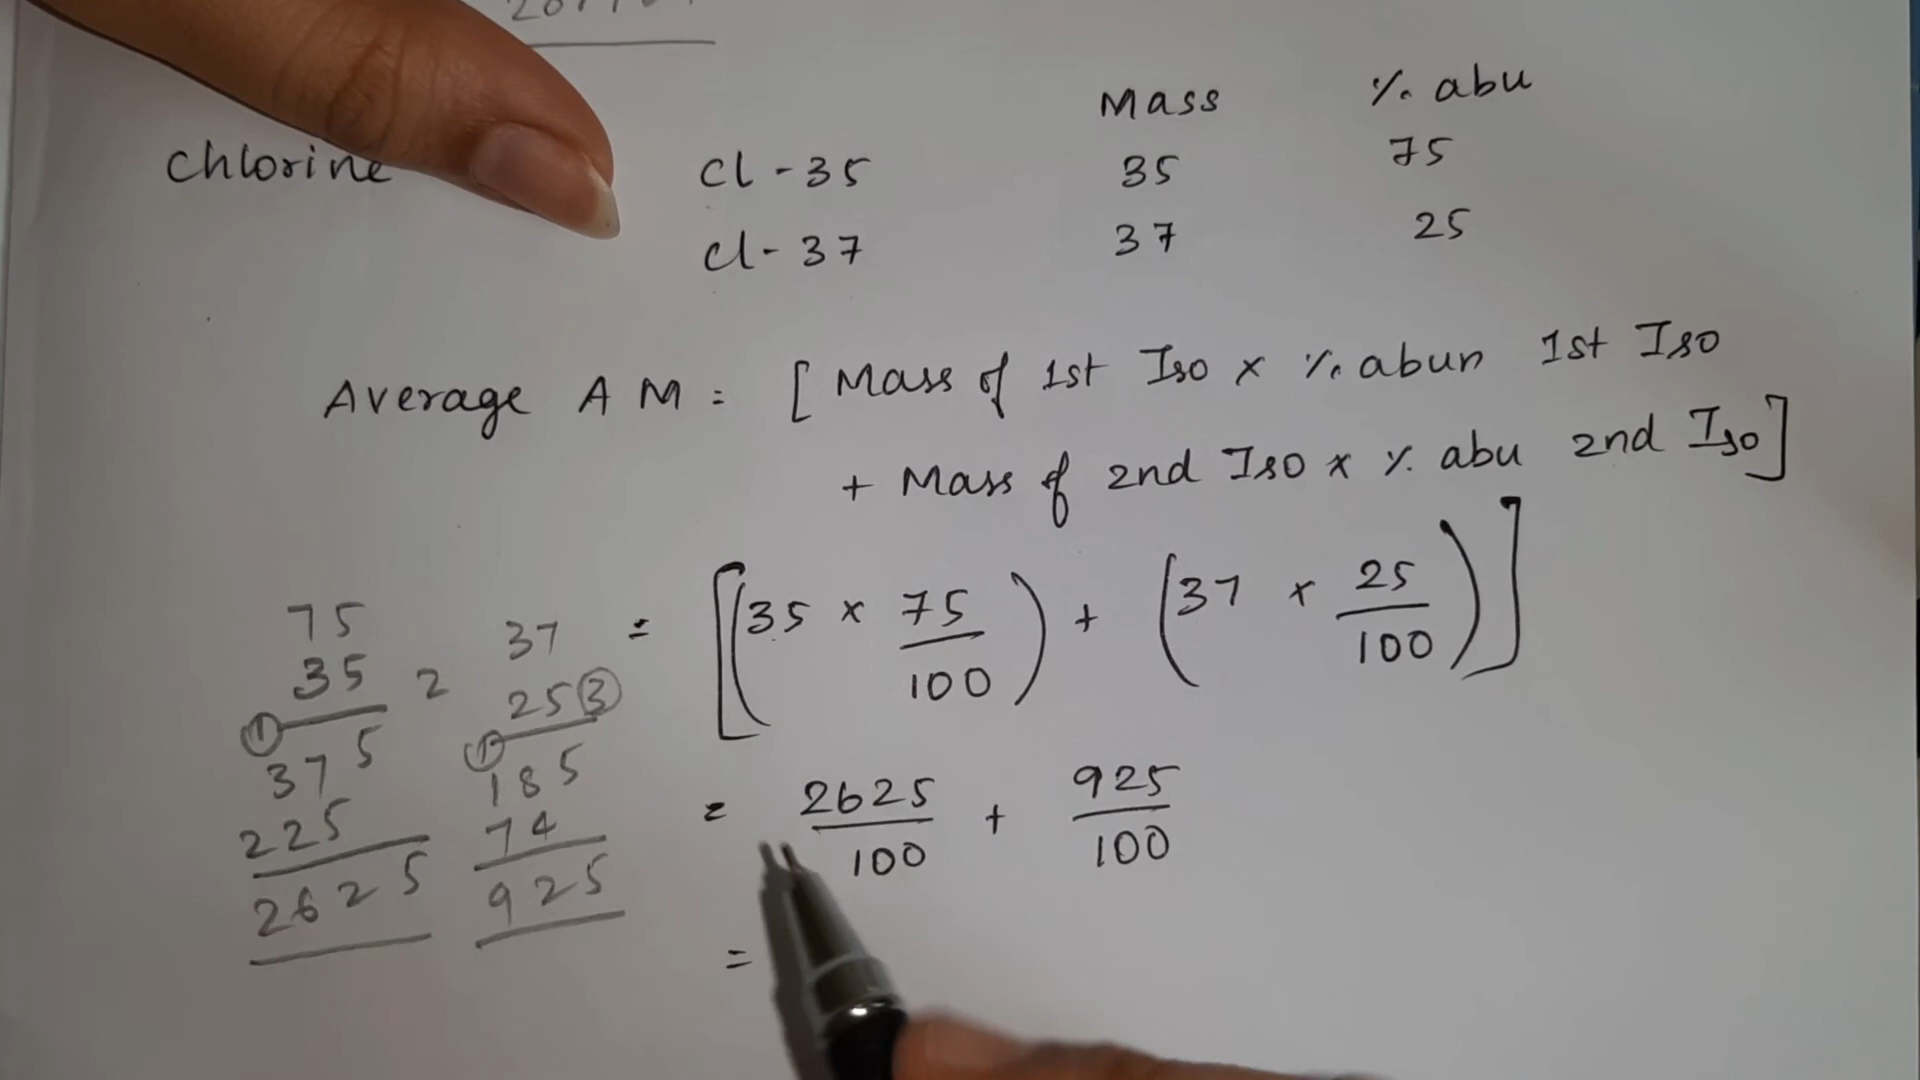 Mass % abu
Chlorine Cl - 35 35 75
Cl - 37 37 25
Average AM = [ Mass of 1st Iso x % abun 1st Iso
+ Mass of 2nd Iso x % abu 2nd Iso ]
= [ ( 35 x 75/100 ) + ( 37 x 25/100 ) ]
= 2625/100 + 925/100
=
75
35 2
1
375
225
2625
37
25 3
1
185
74
925